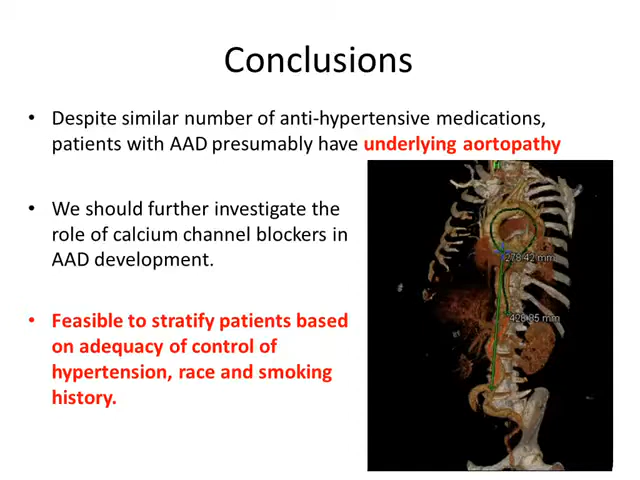 Conclusions
• Despite similar number of anti-hypertensive medications,
patients with AAD presumably have underlying aortopathy
• We should further investigate the
role of calcium channel blockers in
AAD development.
• Feasible to stratify patients based
on adequacy of control of
hypertension, race and smoking
history.
278.42 mm
428.85 mm